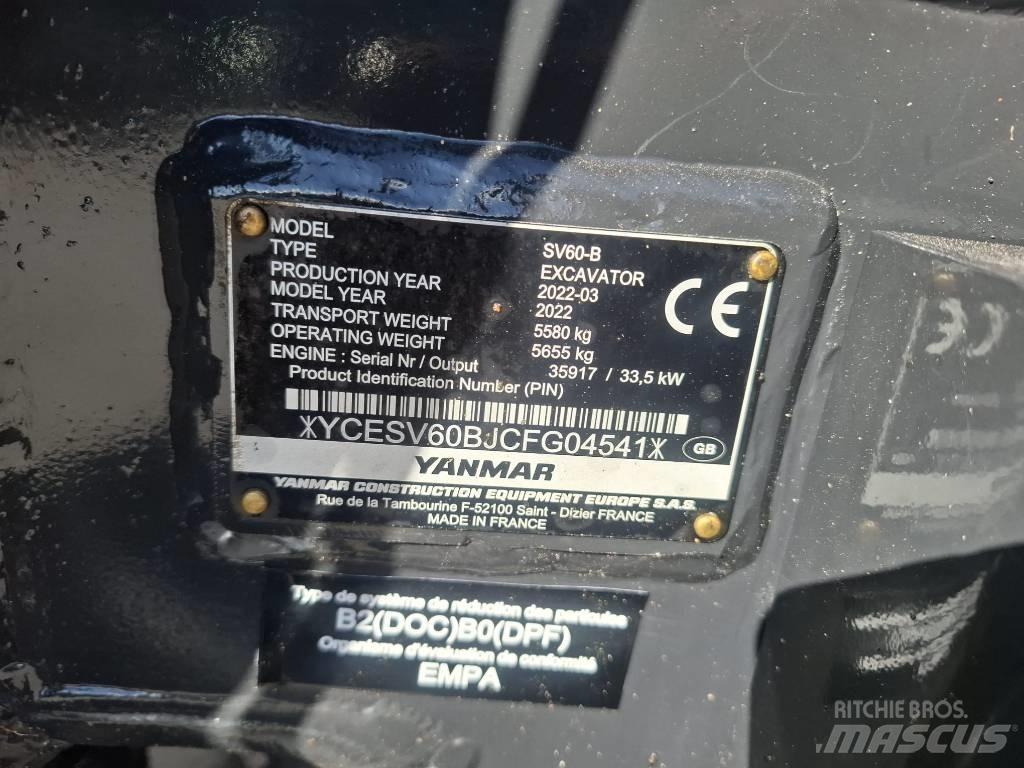 MODEL SV60-B
TYPE EXCAVATOR
PRODUCTION YEAR 2022-03
MODEL YEAR 2022
TRANSPORT WEIGHT 5580 kg
OPERATING WEIGHT 5655 kg
ENGINE : Serial Nr / Output 35917 / 33,5 kW
Product Identification Number (PIN)
*YCESV60BJCFG04541*
GB
CE
YANMAR
YANMAR CONSTRUCTION EQUIPMENT EUROPE S.A.S.
Rue de la Tambourine F-52100 Saint - Dizier FRANCE
MADE IN FRANCE
Type de système de réduction des particules
B2(DOC)B0(DPF)
Organisme d'évaluation de conformité
EMPA
RITCHIE BROS.
MASCUS